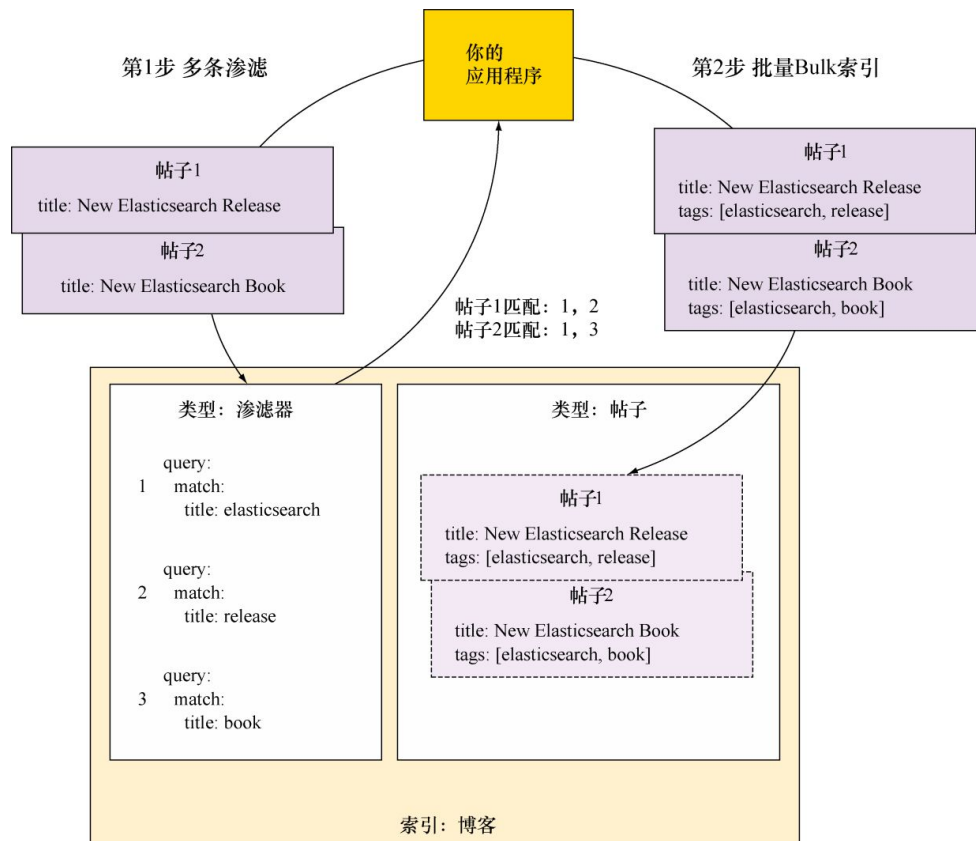 第1步 多条渗滤
你的
应用程序
第2步 批量Bulk索引
帖子1
title: New Elasticsearch Release
帖子2
title: New Elasticsearch Book
帖子1
title: New Elasticsearch Release
tags: [elasticsearch, release]
帖子2
title: New Elasticsearch Book
tags: [elasticsearch, book]
帖子1匹配：1，2
帖子2匹配：1，3
类型：渗滤器
query:
1 match:
title: elasticsearch
query:
2 match:
title: release
query:
3 match:
title: book
类型：帖子
帖子1
title: New Elasticsearch Release
tags: [elasticsearch, release]
帖子2
title: New Elasticsearch Book
tags: [elasticsearch, book]
索引：博客